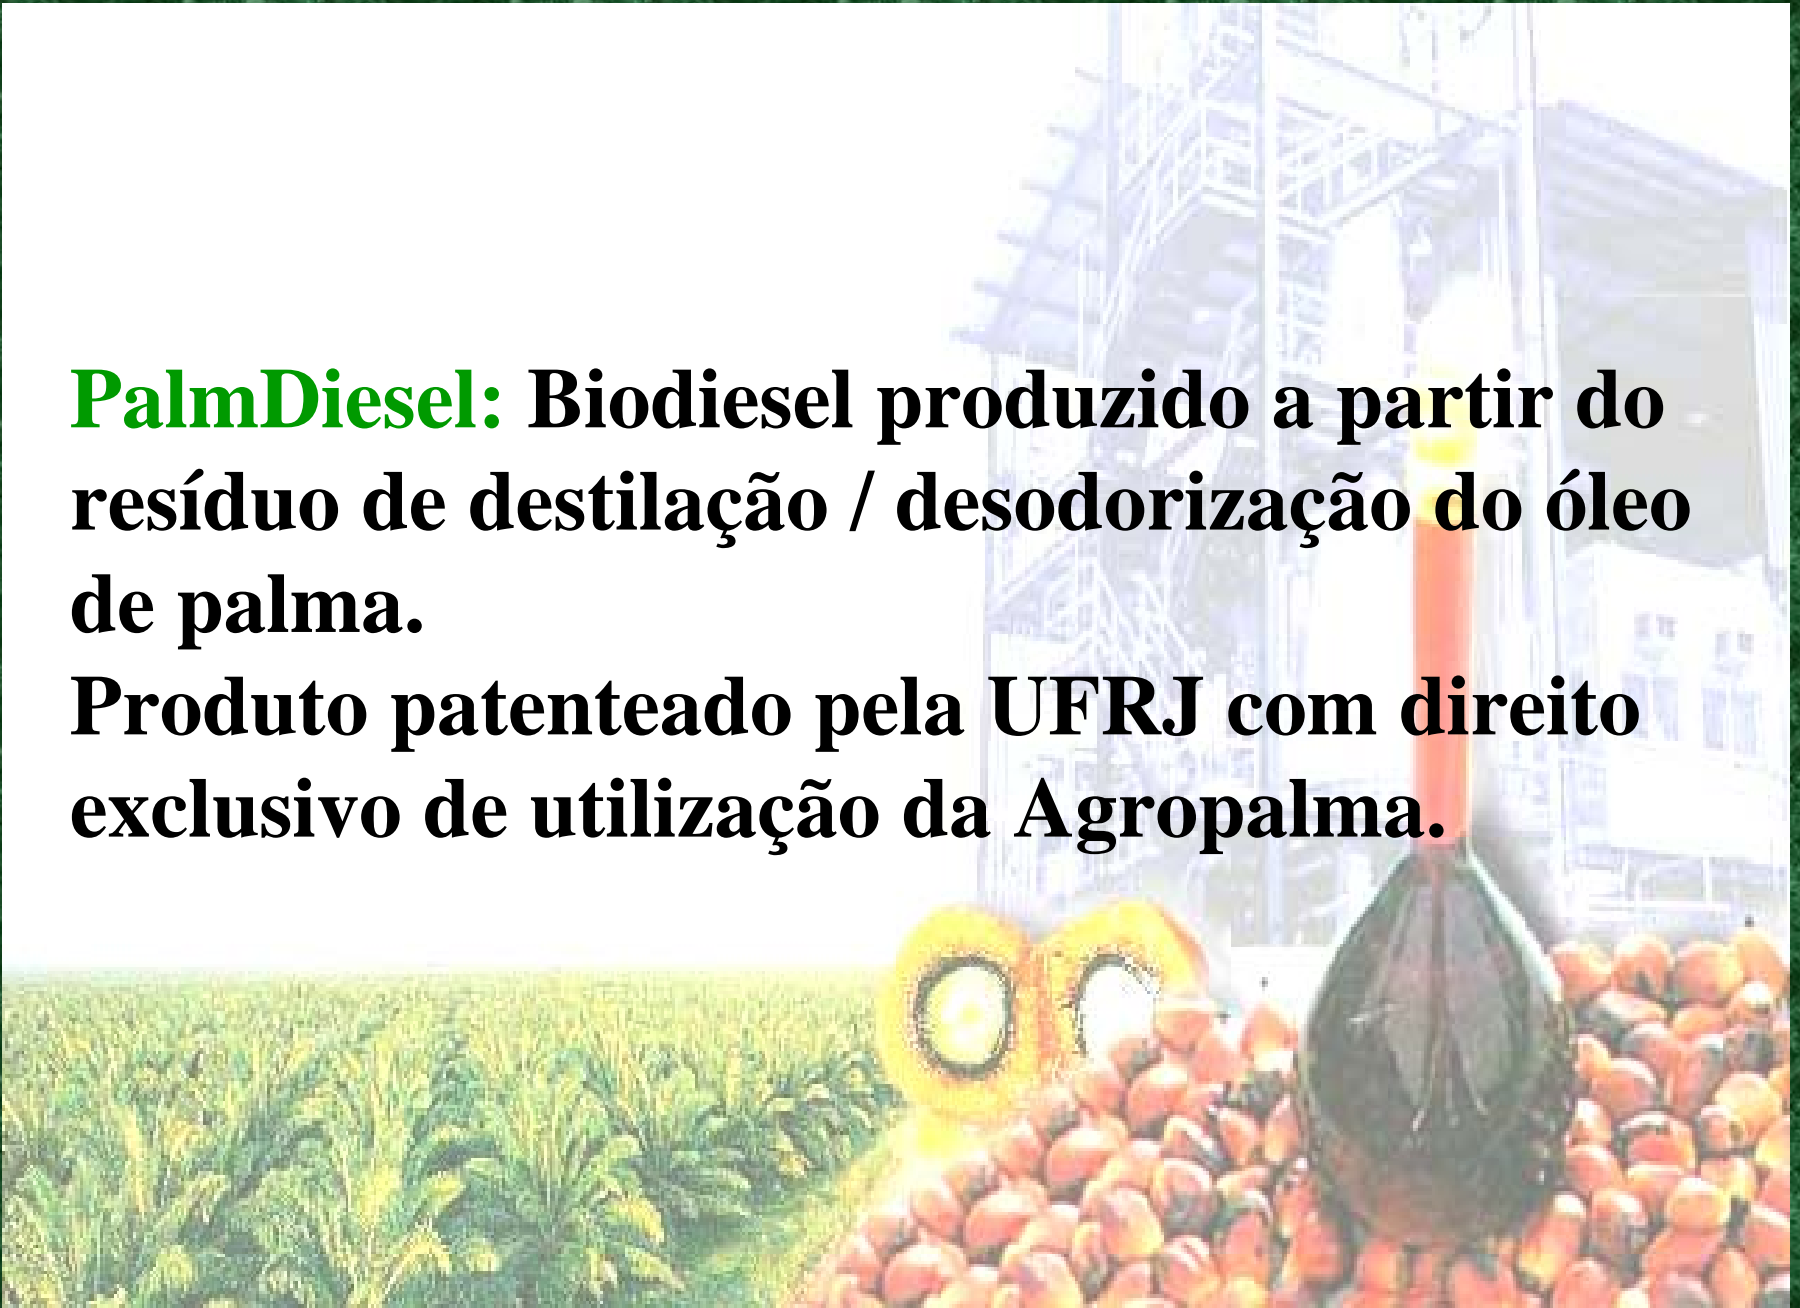 PalmDiesel: Biodiesel produzido a partir do
resíduo de destilação / desodorização do óleo
de palma.
Produto patenteado pela UFRJ com direito
exclusivo de utilização da Agropalma.